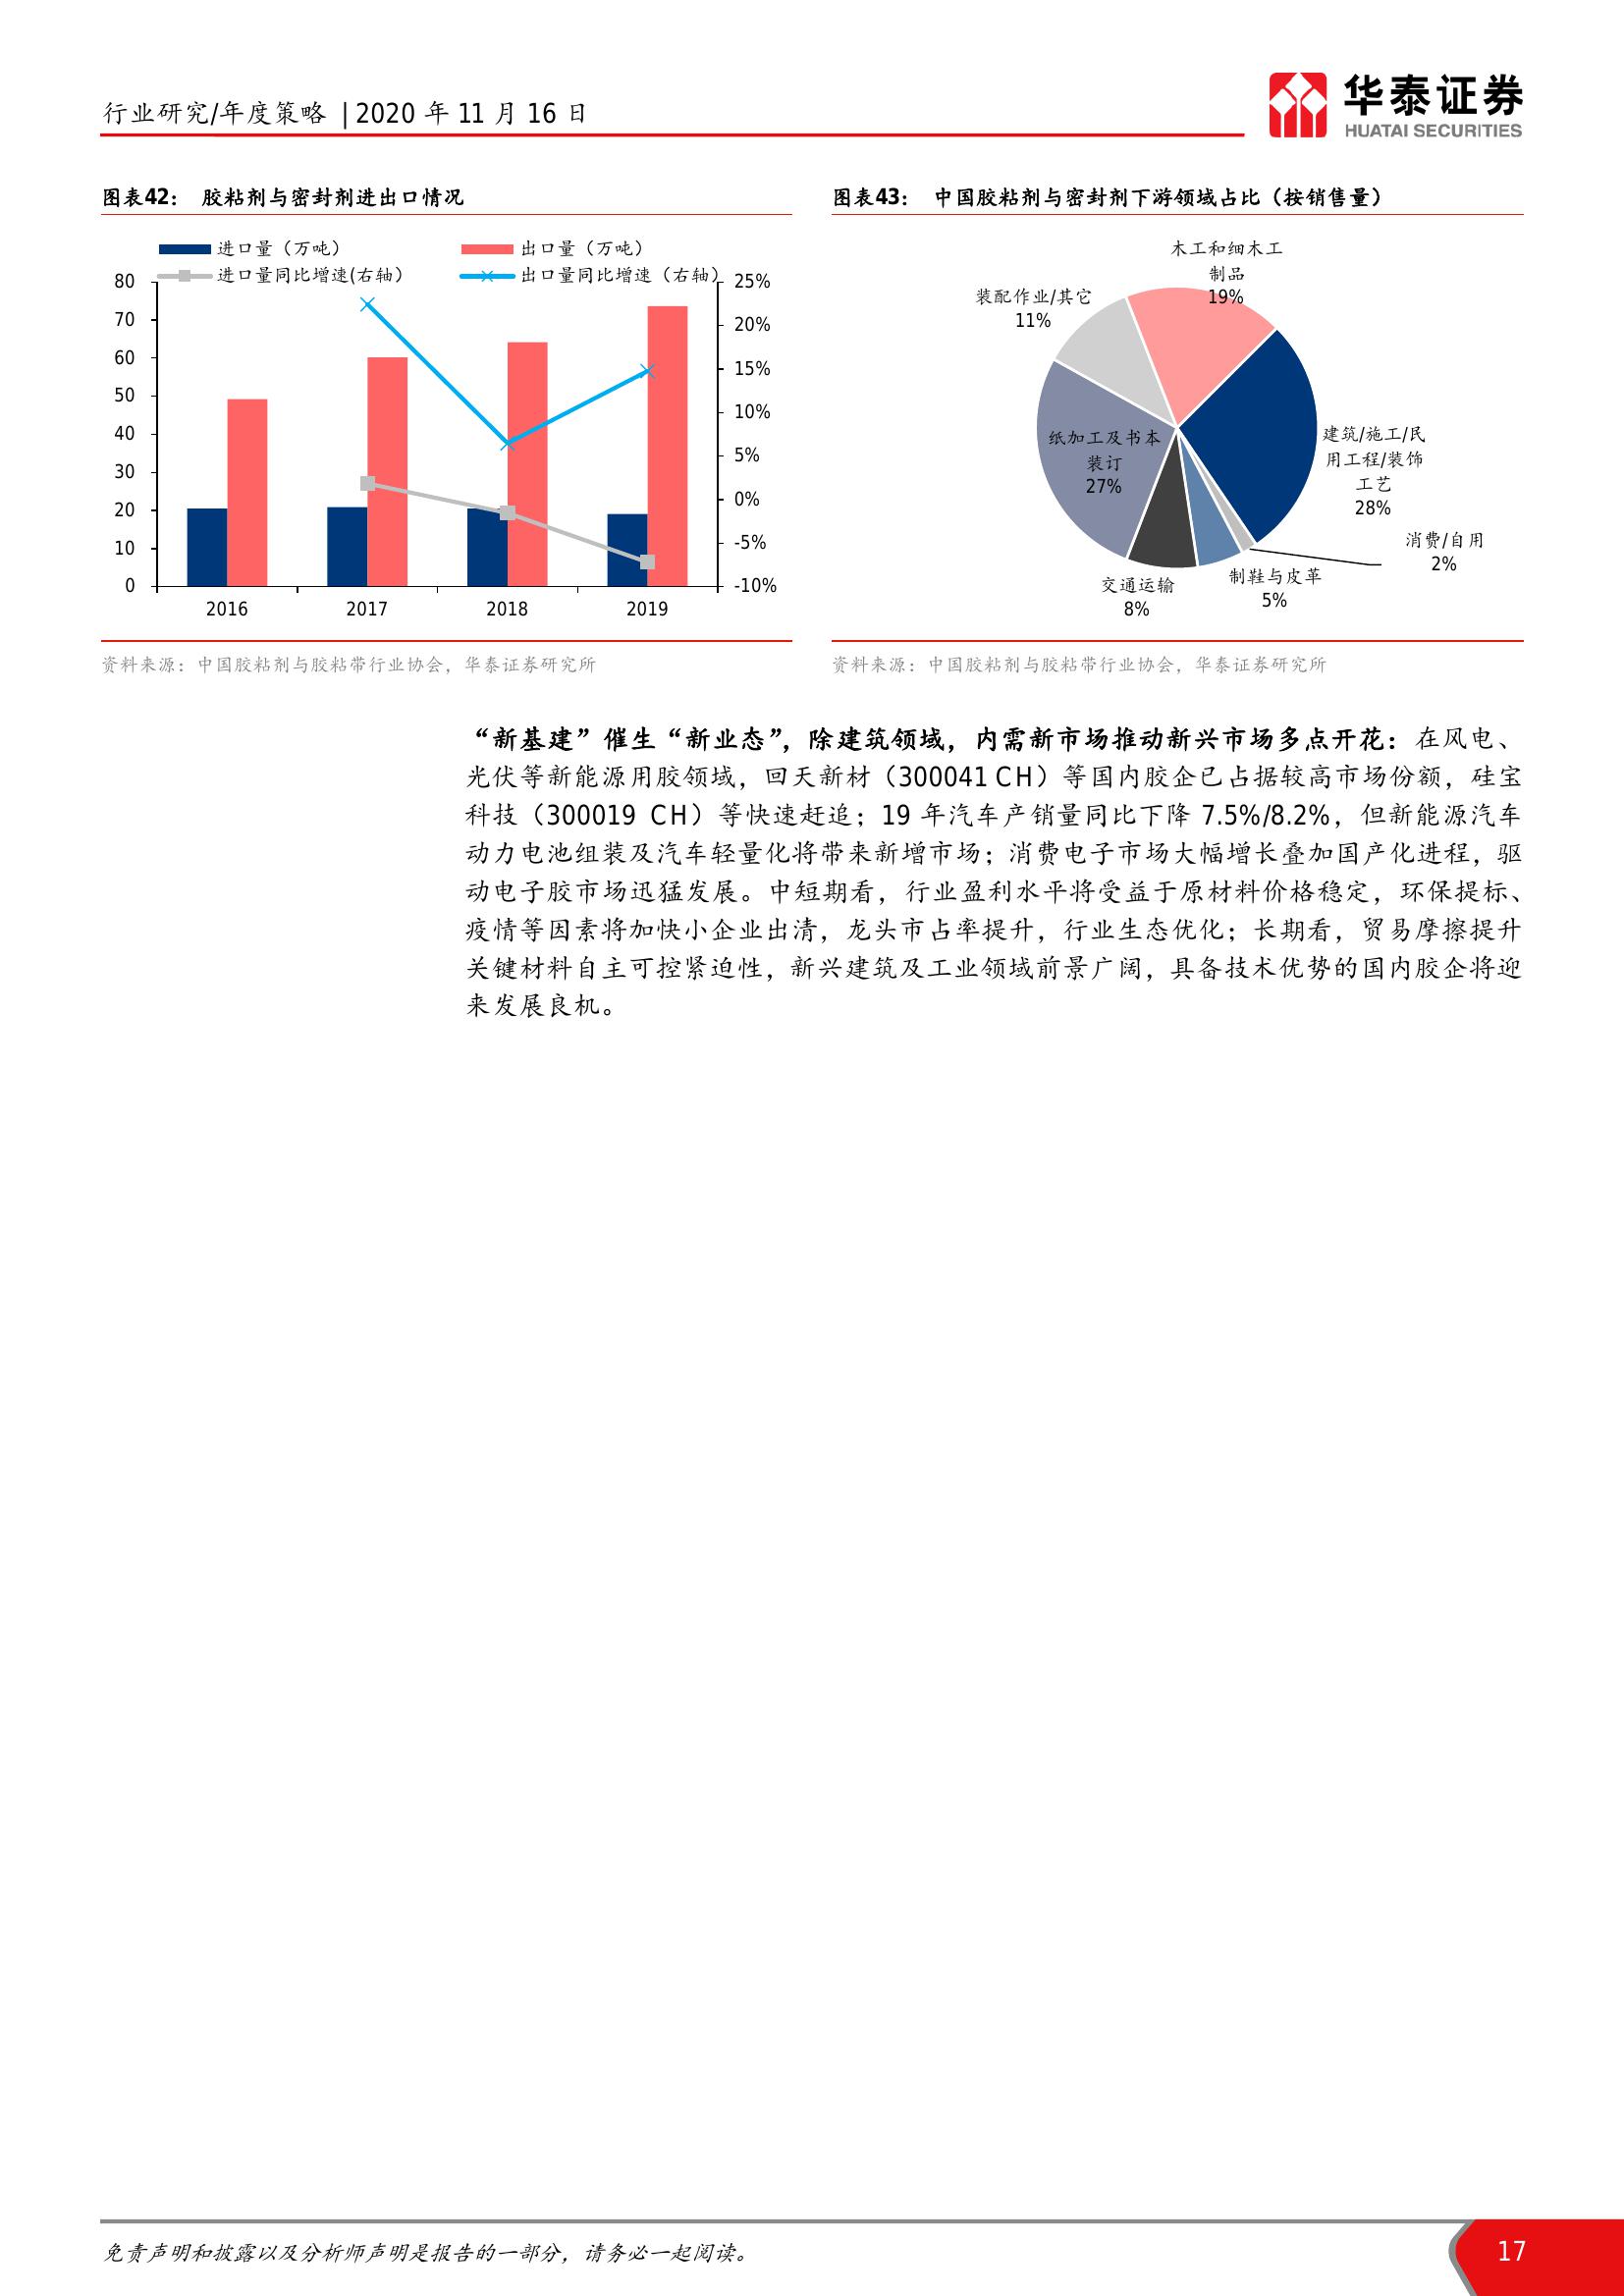 行业研究/年度策略 | 2020 年 11 月 16 日
华泰证券
HUATAI SECURITIES
图表42： 胶粘剂与密封剂进出口情况
进口量（万吨）
出口量（万吨）
进口量同比增速(右轴）
出口量同比增速（右轴）
80
70
60
50
40
30
20
10
0
25%
20%
15%
10%
5%
0%
-5%
-10%
2016
2017
2018
2019
资料来源：中国胶粘剂与胶粘带行业协会，华泰证券研究所
图表43： 中国胶粘剂与密封剂下游领域占比（按销售量）
木工和细木工
制品
19%
装配作业/其它
11%
纸加工及书本
装订
27%
建筑/施工/民
用工程/装饰
工艺
28%
消费/自用
2%
制鞋与皮革
5%
交通运输
8%
资料来源：中国胶粘剂与胶粘带行业协会，华泰证券研究所
“新基建”催生“新业态”，除建筑领域，内需新市场推动新兴市场多点开花：在风电、
光伏等新能源用胶领域，回天新材（300041 CH）等国内胶企已占据较高市场份额，硅宝
科技（300019 CH）等快速赶追；19 年汽车产销量同比下降 7.5%/8.2%，但新能源汽车
动力电池组装及汽车轻量化将带来新增市场；消费电子市场大幅增长叠加国产化进程，驱
动电子胶市场迅猛发展。中短期看，行业盈利水平将受益于原材料价格稳定，环保提标、
疫情等因素将加快小企业出清，龙头市占率提升，行业生态优化；长期看，贸易摩擦提升
关键材料自主可控紧迫性，新兴建筑及工业领域前景广阔，具备技术优势的国内胶企将迎
来发展良机。
免责声明和披露以及分析师声明是报告的一部分，请务必一起阅读。
17